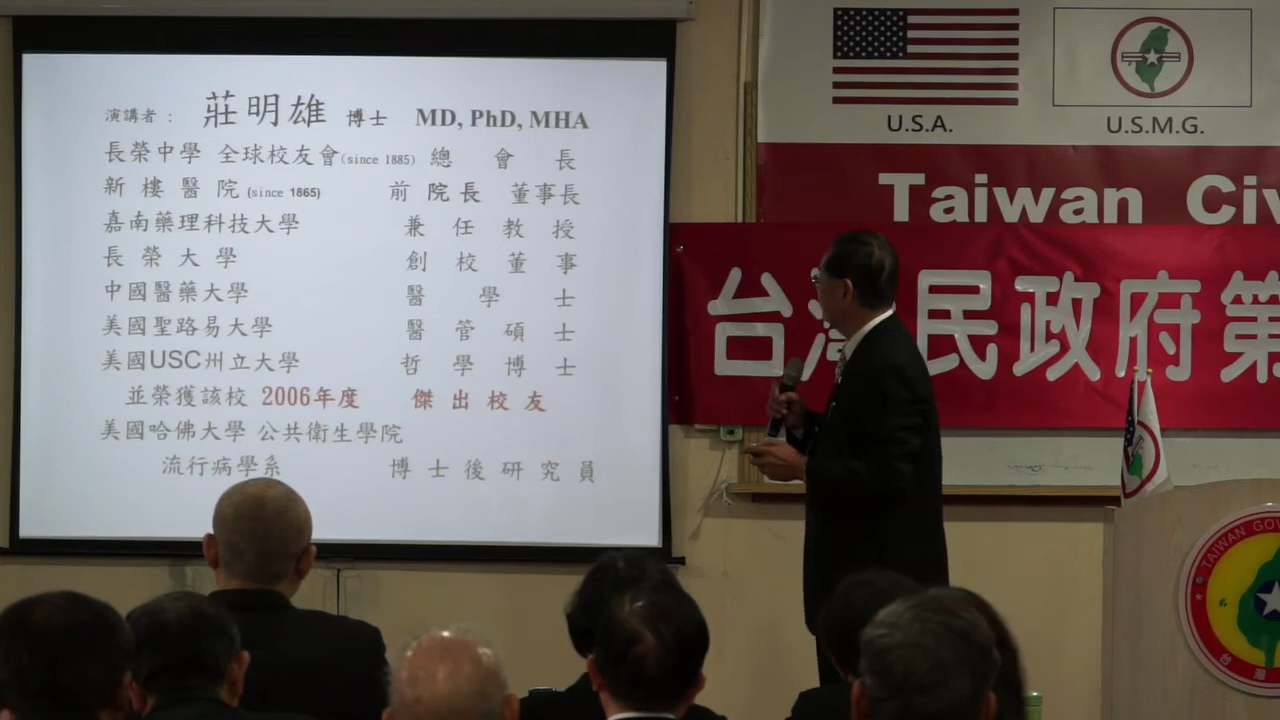 演講者 : 莊明雄 博士 MD, PhD, MHA
長榮中學 全球校友會(since 1885) 總 會 長
新 樓 醫 院 (since 1865) 前 院 長 董事長
嘉南藥理科技大學 兼 任 教 授
長 榮 大 學 創 校 董 事
中國醫藥大學 醫 學 士
美國聖路易大學 醫 管 碩 士
美國USC州立大學 哲 學 博 士
並榮獲該校 2006年度 傑 出 校 友
美國哈佛大學 公共衛生學院
流行病學系 博 士 後 研 究 員
U.S.A. U.S.M.G.
Taiwan Civ
台灣民政府第
TAIWAN GOV
台 灣